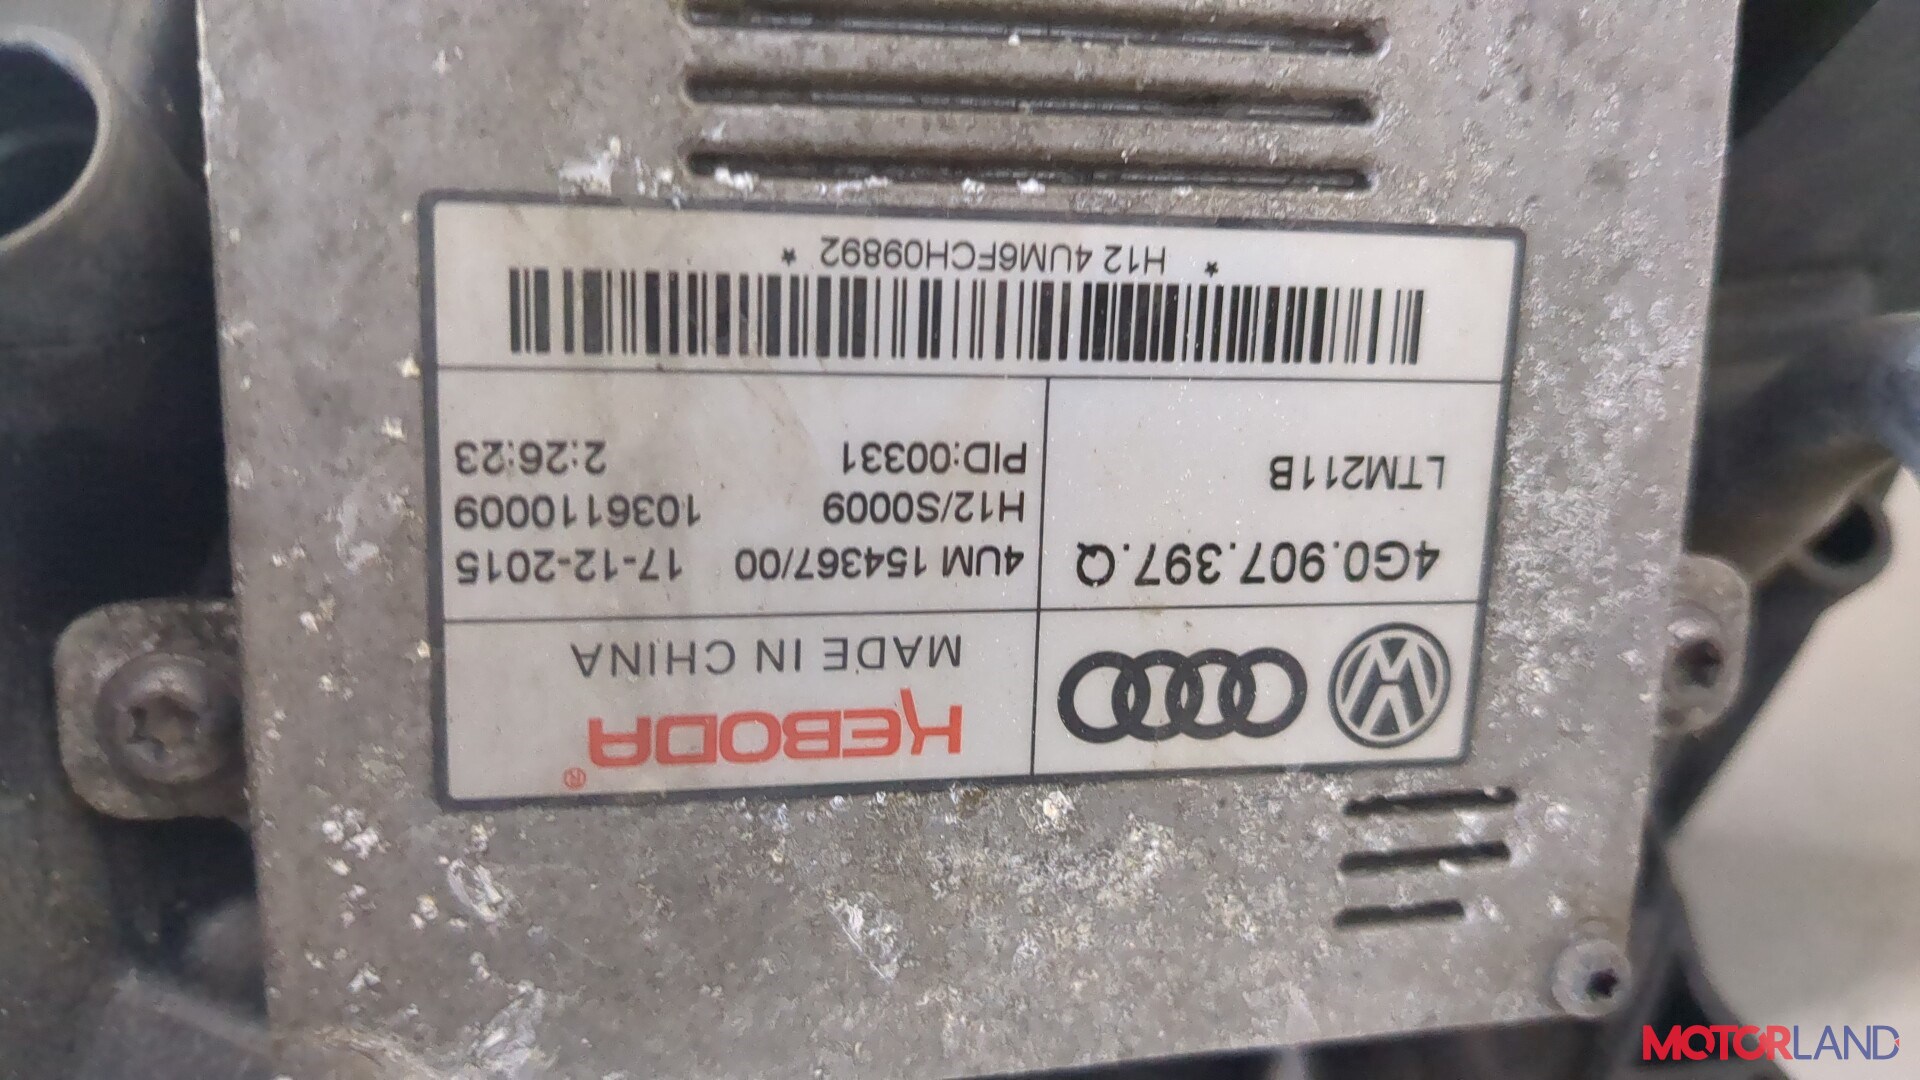 KEBODA®
MADE IN CHINA
4G0.907.397.Q
LTM211B
4UM 154367/00 17-12-2015
H12/S0009 1036110009
PID:00331 2:26:23
* H12 4UM6FCH09892 *
MOTORLAND